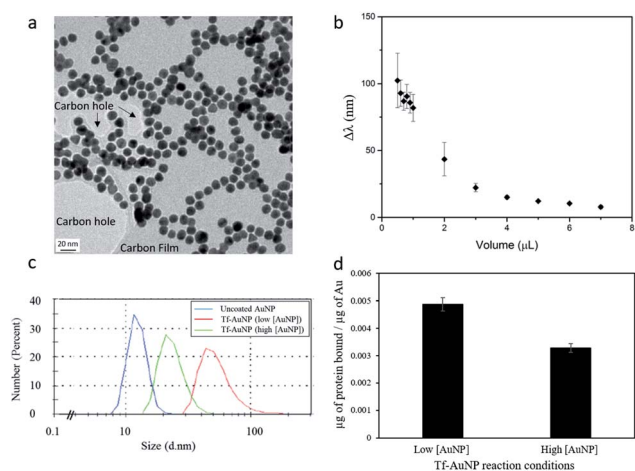 a
Carbon hole
Carbon hole
20 nm
Carbon Film
b
150
100
50
0
Δλ (nm)
0 2 4 6 8
Volume (μL)
c
Uncoated AuNP
Tf-AuNP (low [AuNP])
Tf-AuNP (high [AuNP])
40
30
20
10
0
Number (Percent)
0.1 10 100
Size (d.nm)
d
0.006
0.005
0.004
0.003
0.002
0.001
0
μg of protein bound / μg of Au
Low [AuNP] High [AuNP]
Tf-AuNP reaction conditions